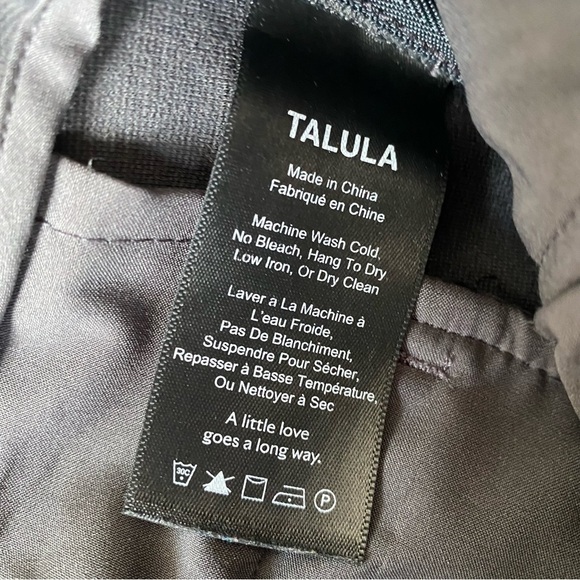 TALULA
Made in China
Fabriqué en Chine
Machine Wash Cold,
No Bleach, Hang To Dry
Low Iron, Or Dry Clean
Laver a La Machine à
L'eau Froide,
Pas De Blanchiment,
Suspendre Pour Sécher,
Repasser à Basse Température,
Ou Nettoyer à Sec
A little love
goes a long way.
30C P